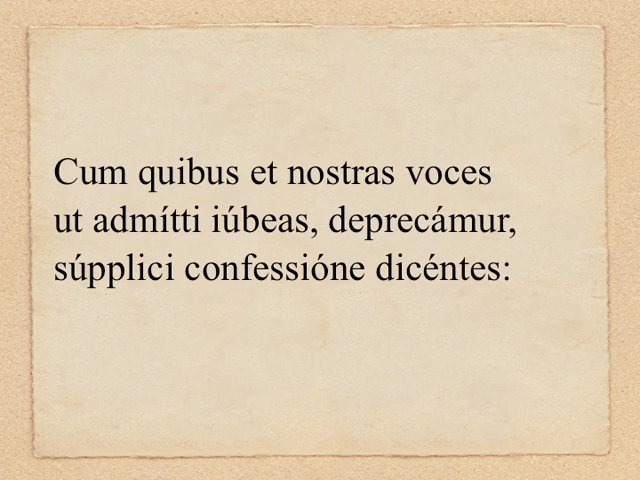 Cum quibus et nostras voces
ut admítti iúbeas, deprecámur,
súpplici confessióne dicéntes: